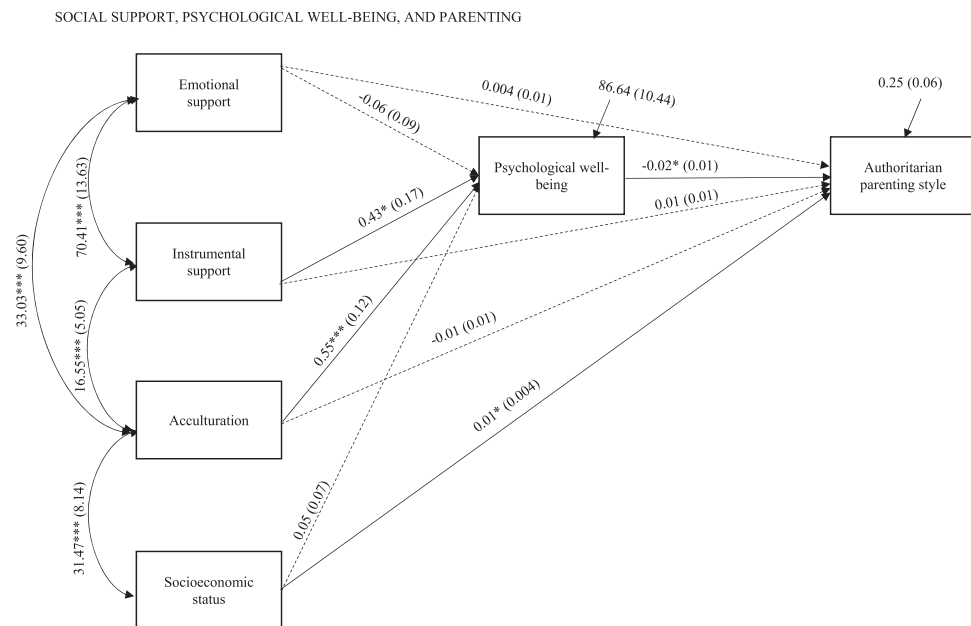 SOCIAL SUPPORT, PSYCHOLOGICAL WELL-BEING, AND PARENTING
Emotional
support
0.004 (0.01)
-0.06 (0.09)
86.64 (10.44)
0.25 (0.06)
Psychological well-
being
-0.02* (0.01)
Authoritarian
parenting style
33.03*** (9.60)
70.41*** (13.63)
Instrumental
support
0.43* (0.17)
0.01 (0.01)
16.55*** (5.05)
0.55*** (0.12)
-0.01 (0.01)
Acculturation
0.01* (0.004)
31.47*** (8.14)
0.05 (0.07)
Socioeconomic
status